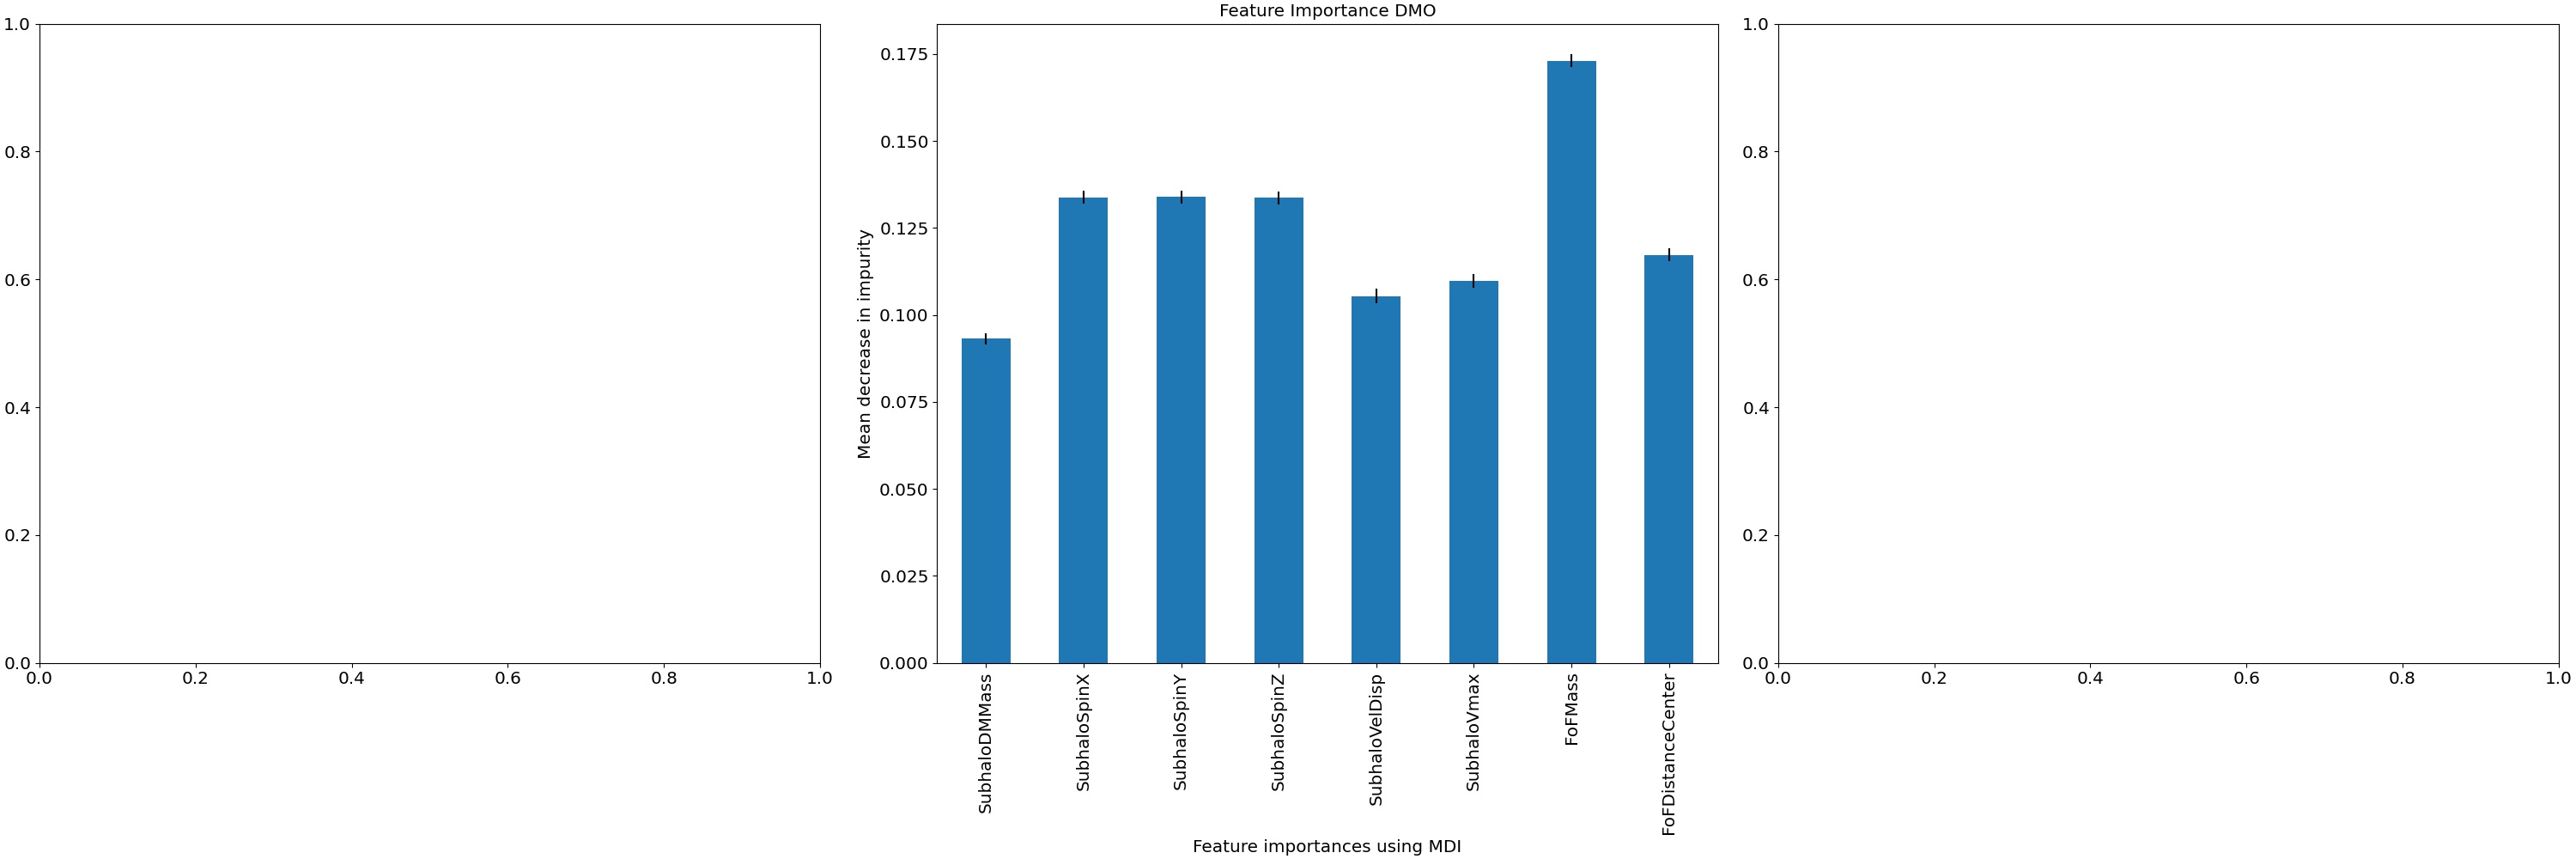 1.0
0.8
0.6
0.4
0.2
0.0
0.0 0.2 0.4 0.6 0.8 1.0
Feature Importance DMO
Mean decrease in impurity
0.175
0.150
0.125
0.100
0.075
0.050
0.025
0.000
SubhaloDMMass
SubhaloSpinX
SubhaloSpinY
SubhaloSpinZ
SubhaloVelDisp
SubhaloVmax
FoFMass
FoFDistanceCenter
Feature importances using MDI
1.0
0.8
0.6
0.4
0.2
0.0
0.0 0.2 0.4 0.6 0.8 1.0